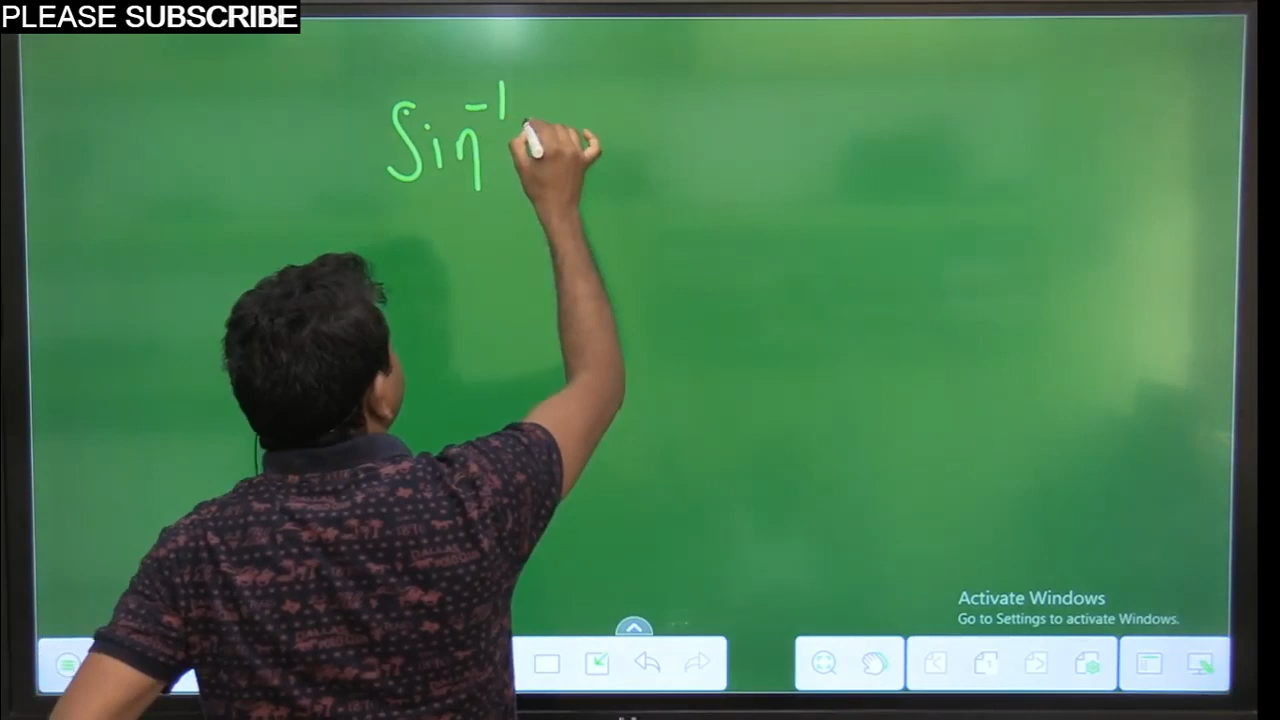 PLEASE SUBSCRIBE
Sin⁻¹
Activate Windows
Go to Settings to activate Windows.